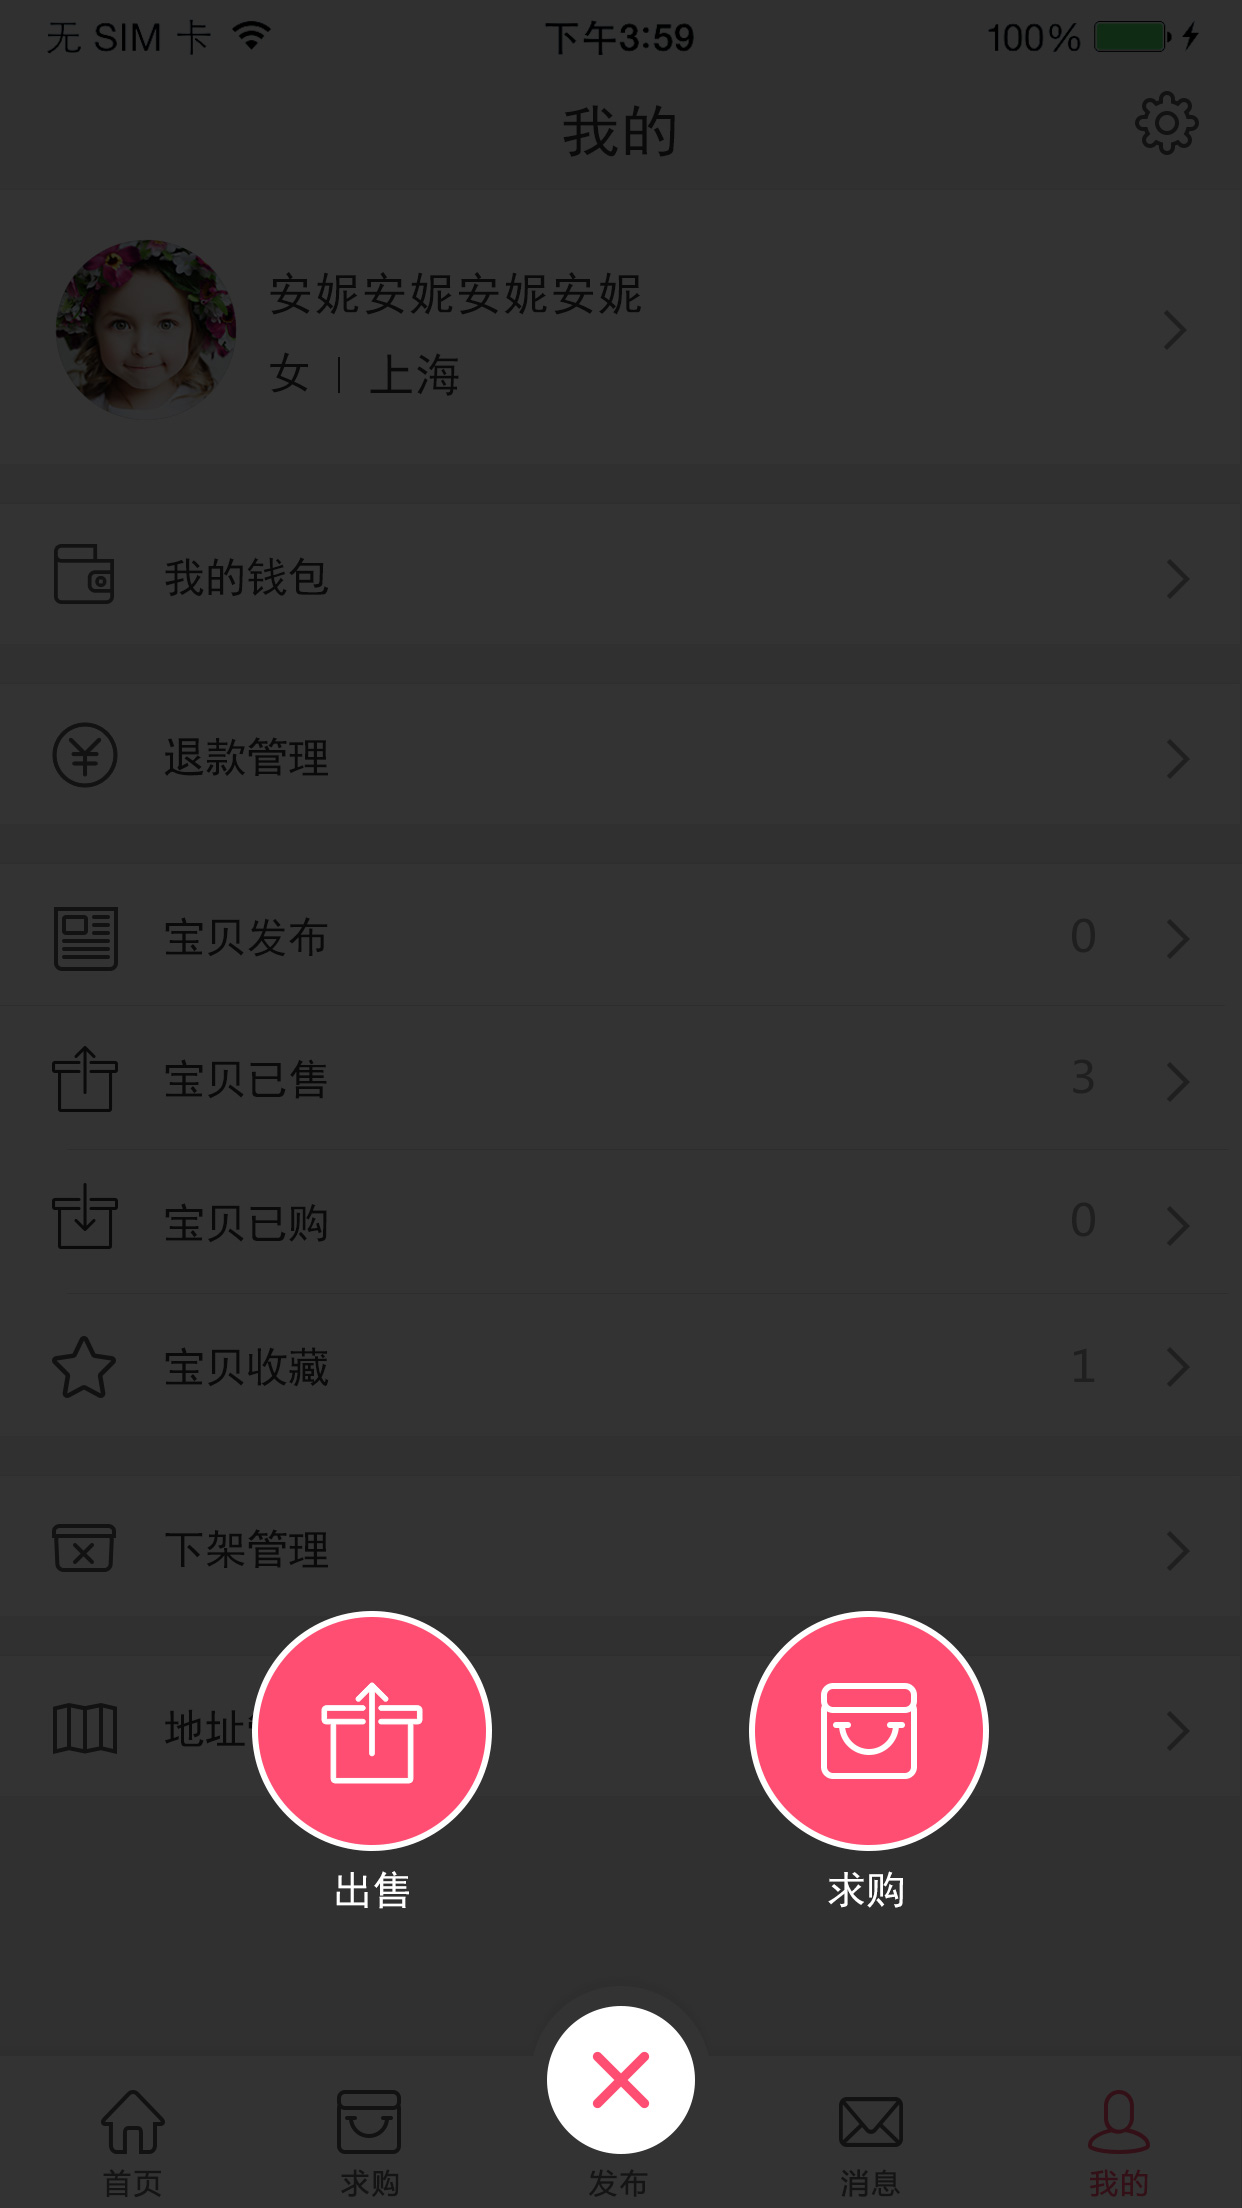 无 SIM 卡 下午3:59 100%
我的
安妮安妮安妮安妮
女 | 上海
我的钱包
退款管理
宝贝发布 0
宝贝已售 3
宝贝已购 0
宝贝收藏 1
下架管理
地址
出售 求购
首页 求购 发布 消息 我的